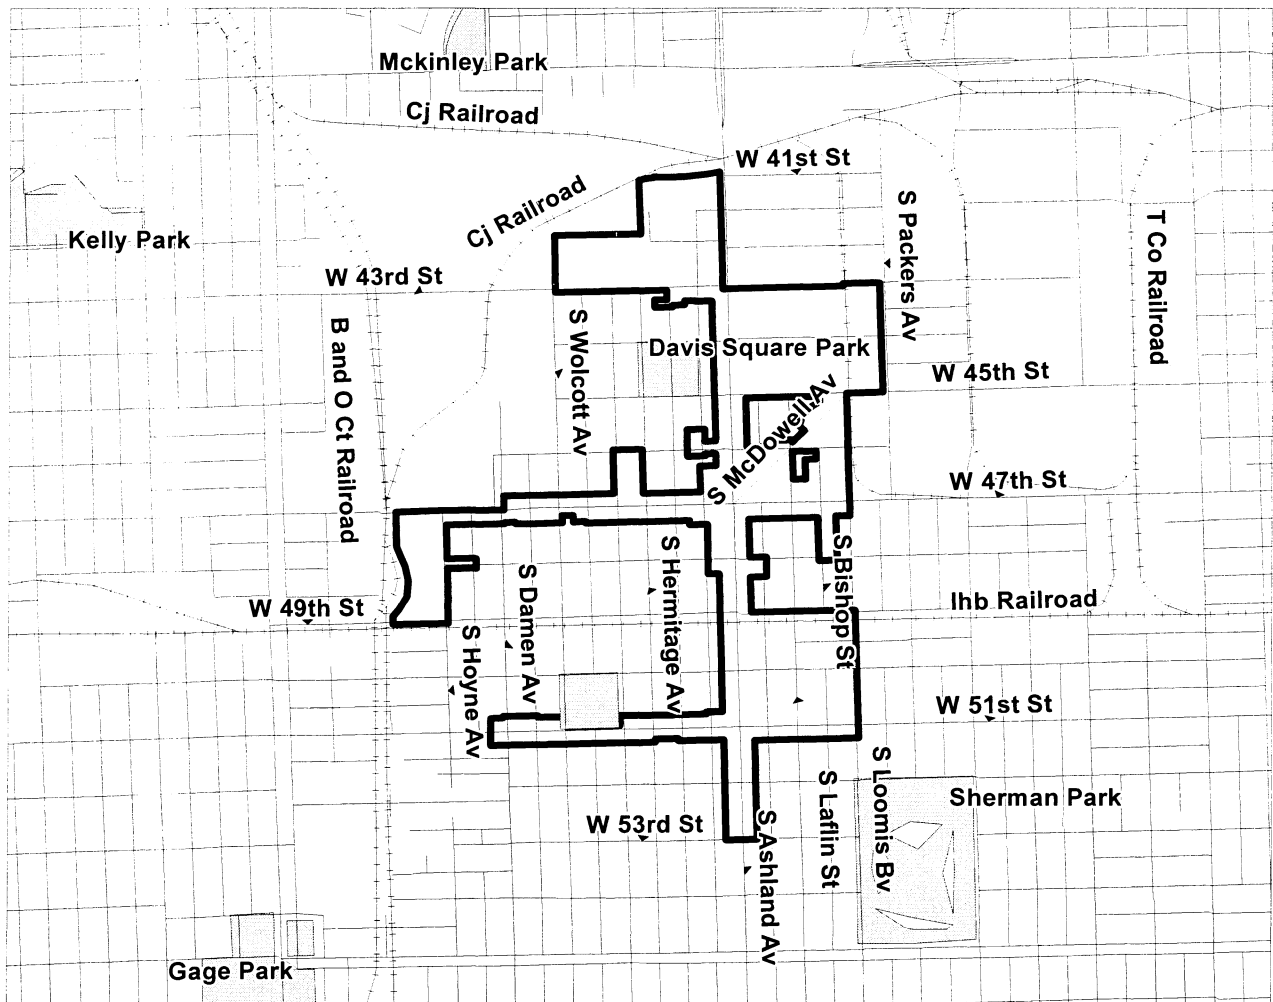 Mckinley Park
Cj Railroad
W 41st St
Cj Railroad
S Packers Av
T Co Railroad
Kelly Park
W 43rd St
B and O Ct Railroad
S Wolcott Av
Davis Square Park
W 45th St
S McDowell Av
W 47th St
S Hermitage Av
S Bishop St
S Damen Av
W 49th St
Ihb Railroad
S Hoyne Av
W 51st St
S Loomis Bv
S Laflin St
Sherman Park
W 53rd St
S Ashland Av
Gage Park